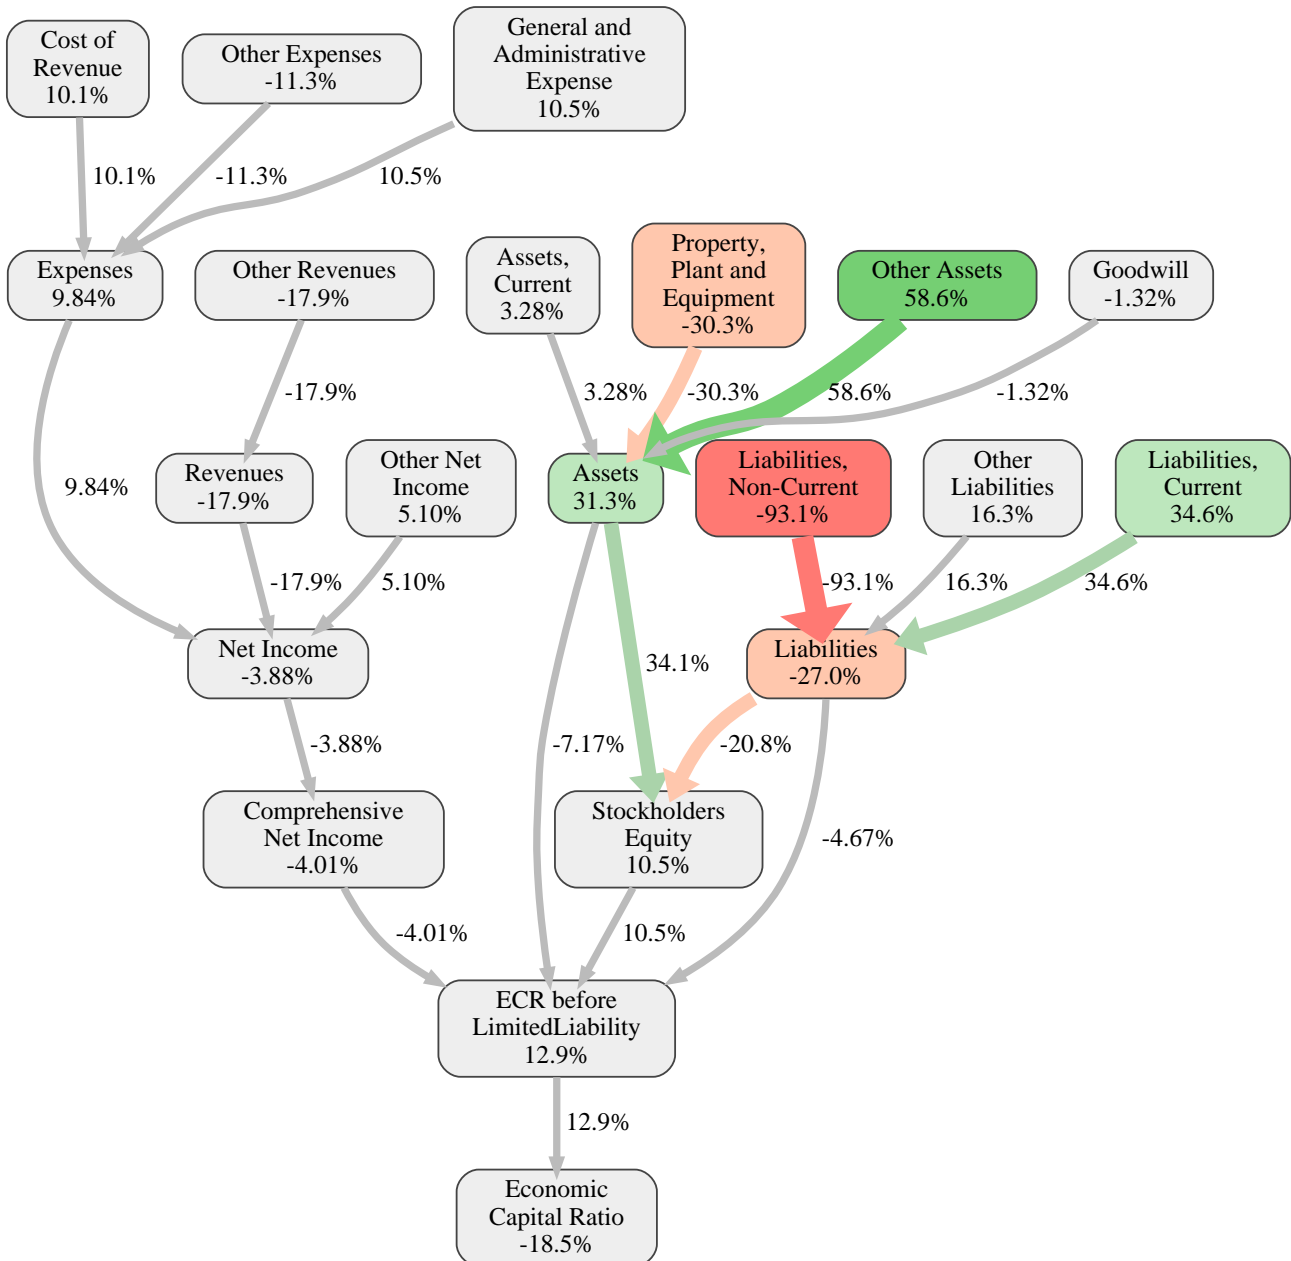 Cost of
Revenue
10.1%
Other Expenses
-11.3%
General and
Administrative
Expense
10.5%
10.1%
-11.3%
10.5%
Expenses
9.84%
Other Revenues
-17.9%
Assets,
Current
3.28%
Property,
Plant and
Equipment
-30.3%
Other Assets
58.6%
Goodwill
-1.32%
-17.9%
3.28%
-30.3%
58.6%
-1.32%
9.84%
Revenues
-17.9%
Other Net
Income
5.10%
Assets
31.3%
Liabilities,
Non-Current
-93.1%
Other
Liabilities
16.3%
Liabilities,
Current
34.6%
-17.9%
5.10%
-93.1%
16.3%
34.6%
Net Income
-3.88%
34.1%
Liabilities
-27.0%
-3.88%
-7.17%
-20.8%
Comprehensive
Net Income
-4.01%
Stockholders
Equity
10.5%
-4.67%
-4.01%
10.5%
ECR before
LimitedLiability
12.9%
12.9%
Economic
Capital Ratio
-18.5%